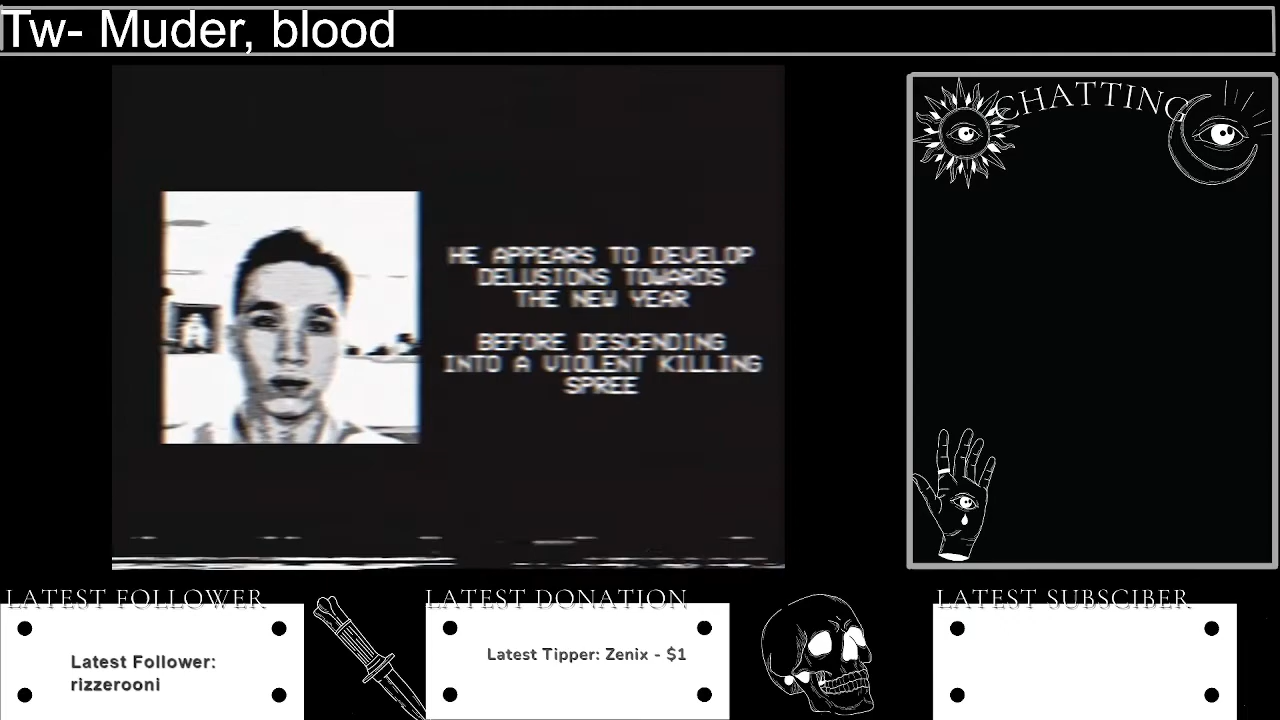 Tw- Muder, blood
CHATTING
HE APPEARS TO DEVELOP
DELUSIONS TOWARDS
THE NEW YEAR
BEFORE DESCENDING
INTO A VIOLENT KILLING
SPREE
LATEST FOLLOWER
LATEST DONATION
LATEST SUBSCIBER
Latest Follower:
rizzerooni
Latest Tipper: Zenix - $1